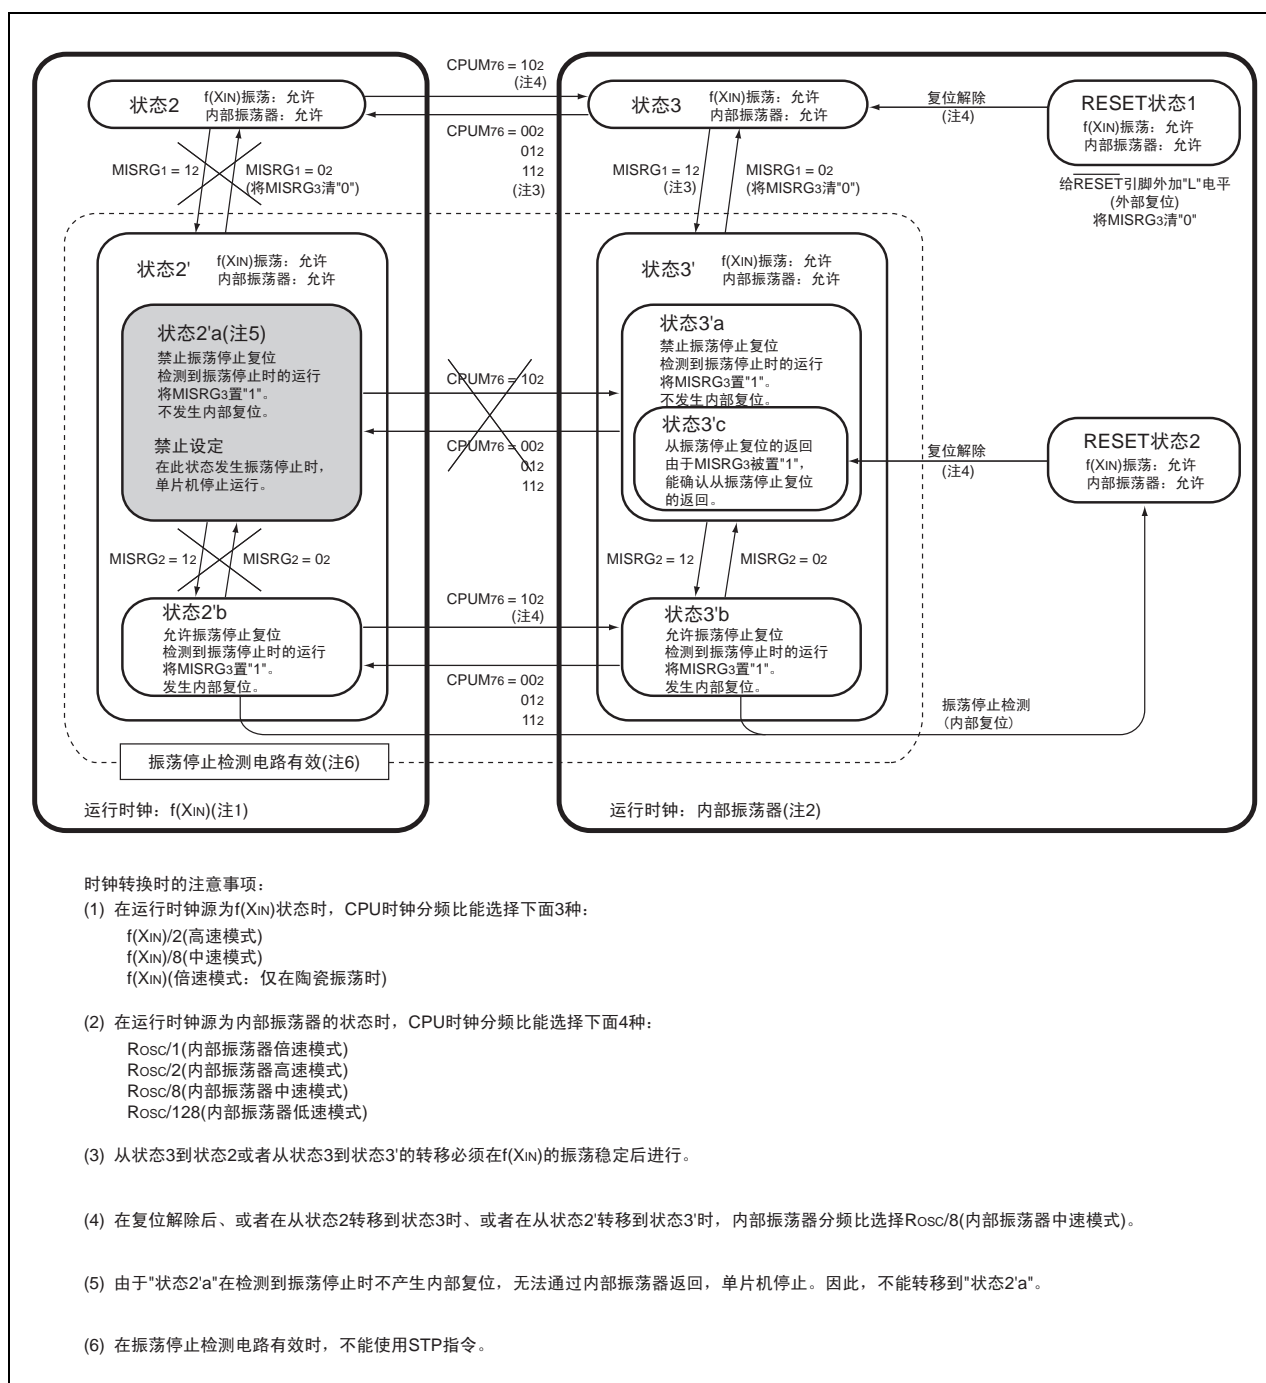 CPUM76 = 102
(注4)
状态2
f(XIN)振荡：允许
内部振荡器：允许
状态3
f(XIN)振荡：允许
内部振荡器：允许
复位解除
(注4)
RESET状态1
f(XIN)振荡：允许
内部振荡器：允许
CPUM76 = 002
012
112
(注3)
MISRG1 = 12
MISRG1 = 02
(将MISRG3清"0")
MISRG1 = 12
(注3)
MISRG1 = 02
(将MISRG3清"0")
给RESET引脚外加"L"电平
(外部复位)
将MISRG3清"0"
状态2'
f(XIN)振荡：允许
内部振荡器：允许
状态3'
f(XIN)振荡：允许
内部振荡器：允许
状态2'a(注5)
禁止振荡停止复位
检测到振荡停止时的运行
将MISRG3置"1"。
不发生内部复位。
禁止设定
在此状态发生振荡停止时，
单片机停止运行。
CPUM76 = 102
CPUM76 = 002
012
112
状态3'a
禁止振荡停止复位
检测到振荡停止时的运行
将MISRG3置"1"。
不发生内部复位。
状态3'c
从振荡停止复位的返回
由于MISRG3被置"1"，
能确认从振荡停止复位
的返回。
复位解除
(注4)
RESET状态2
f(XIN)振荡：允许
内部振荡器：允许
MISRG2 = 12
MISRG2 = 02
MISRG2 = 12
MISRG2 = 02
CPUM76 = 102
(注4)
状态2'b
允许振荡停止复位
检测到振荡停止时的运行
将MISRG3置"1"。
发生内部复位。
状态3'b
允许振荡停止复位
检测到振荡停止时的运行
将MISRG3置"1"。
发生内部复位。
CPUM76 = 002
012
112
振荡停止检测
（内部复位）
振荡停止检测电路有效(注6)
运行时钟：f(XIN)(注1)
运行时钟：内部振荡器(注2)
时钟转换时的注意事项：
(1) 在运行时钟源为f(XIN)状态时，CPU时钟分频比能选择下面3种：
f(XIN)/2(高速模式)
f(XIN)/8(中速模式)
f(XIN)(倍速模式：仅在陶瓷振荡时)
(2) 在运行时钟源为内部振荡器的状态时，CPU时钟分频比能选择下面4种：
ROSC/1(内部振荡器倍速模式)
ROSC/2(内部振荡器高速模式)
ROSC/8(内部振荡器中速模式)
ROSC/128(内部振荡器低速模式)
(3) 从状态3到状态2或者从状态3到状态3'的转移必须在f(XIN)的振荡稳定后进行。
(4) 在复位解除后、或者在从状态2转移到状态3时、或者在从状态2'转移到状态3'时，内部振荡器分频比选择ROSC/8(内部振荡器中速模式)。
(5) 由于"状态2'a"在检测到振荡停止时不产生内部复位，无法通过内部振荡器返回，单片机停止。因此，不能转移到"状态2'a"。
(6) 在振荡停止检测电路有效时，不能使用STP指令。